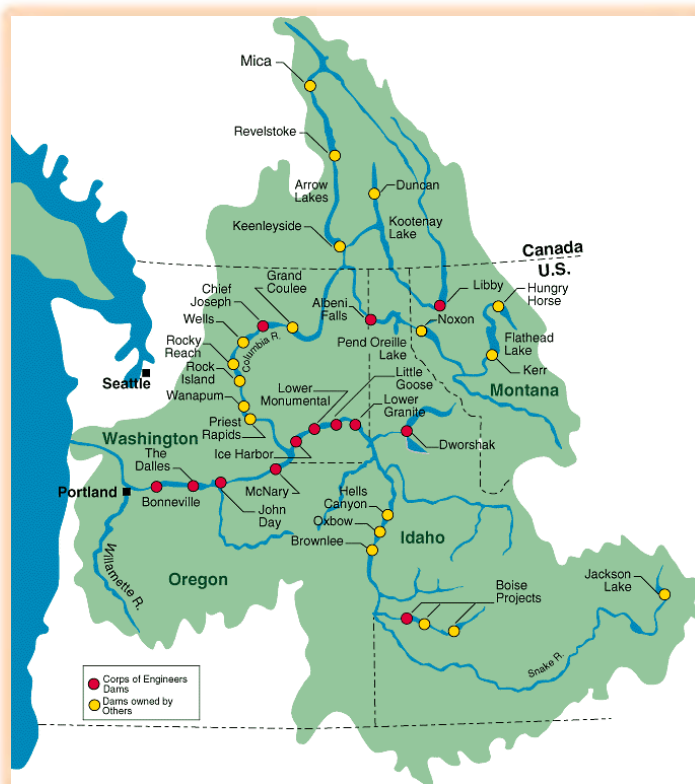 Mica
Revelstoke
Arrow
Lakes
Duncan
Keenleyside
Kootenay
Lake
Canada
U.S.
Grand
Coulee
Chief
Joseph
Albeni
Falls
Libby
Hungry
Horse
Wells
Noxon
Columbia R.
Pend Oreille
Lake
Flathead
Lake
Rocky
Reach
Rock
Island
Kerr
Seattle
Little
Goose
Lower
Monumental
Lower
Granite
Montana
Wanapum
Priest
Rapids
Washington
Ice Harbor
Dworshak
The
Dalles
Portland
Bonneville
McNary
John
Day
Hells
Canyon
Oxbow
Brownlee
Idaho
Willamette R.
Oregon
Boise
Projects
Jackson
Lake
Snake R.
Corps of Engineers
Dams
Dams owned by
Others